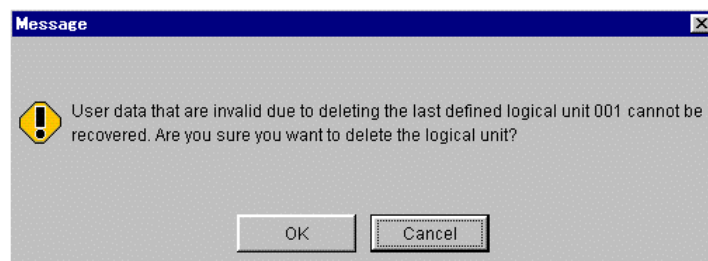 Message
User data that are invalid due to deleting the last defined logical unit 001 cannot be
recovered. Are you sure you want to delete the logical unit?
OK
Cancel